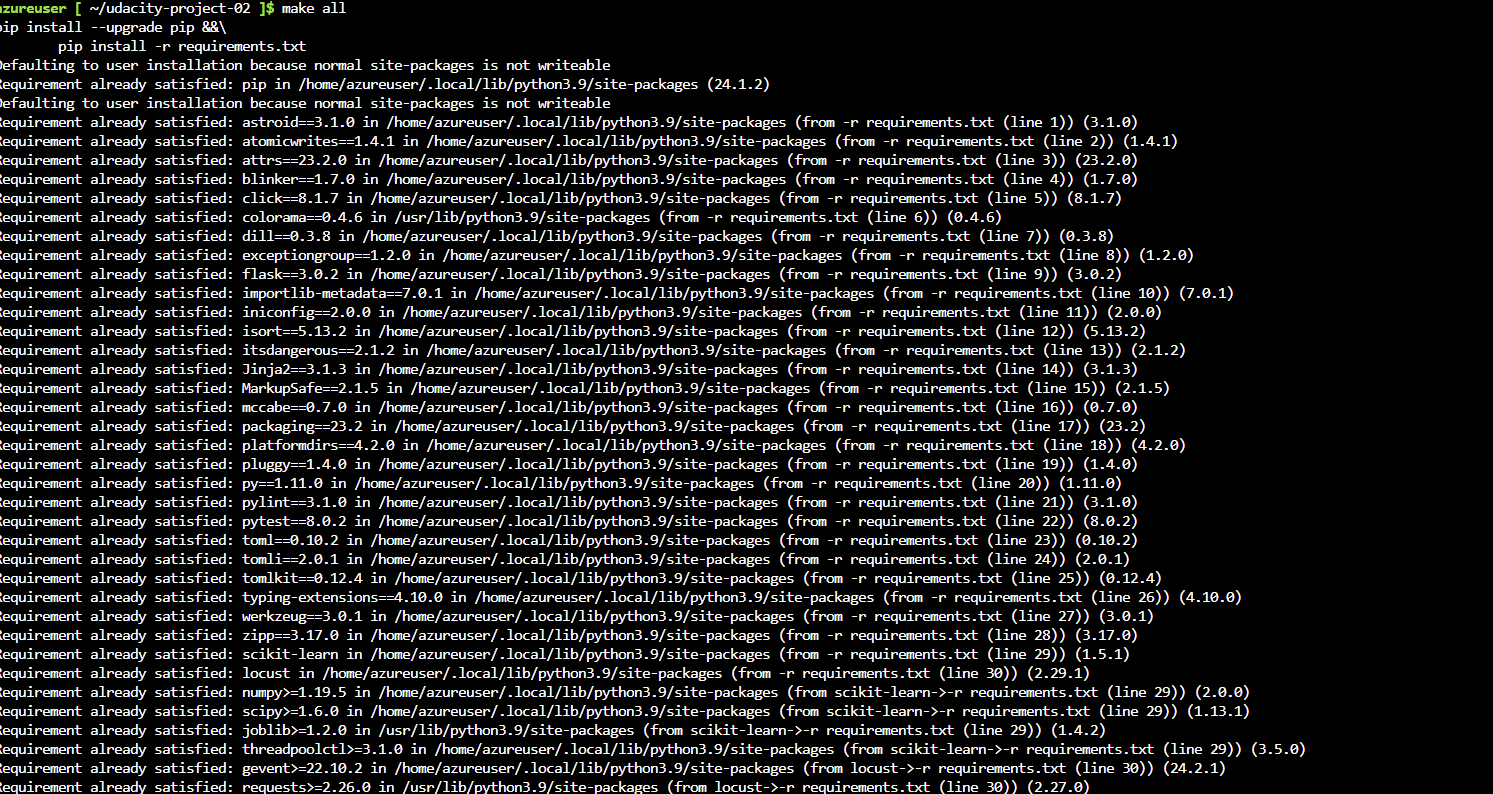 azureuser [ ~/udacity-project-02 ]$ make all
pip install --upgrade pip &&\
pip install -r requirements.txt
Defaulting to user installation because normal site-packages is not writeable
Requirement already satisfied: pip in /home/azureuser/.local/lib/python3.9/site-packages (24.1.2)
Defaulting to user installation because normal site-packages is not writeable
Requirement already satisfied: astroid==3.1.0 in /home/azureuser/.local/lib/python3.9/site-packages (from -r requirements.txt (line 1)) (3.1.0)
Requirement already satisfied: atomicwrites==1.4.1 in /home/azureuser/.local/lib/python3.9/site-packages (from -r requirements.txt (line 2)) (1.4.1)
Requirement already satisfied: attrs==23.2.0 in /home/azureuser/.local/lib/python3.9/site-packages (from -r requirements.txt (line 3)) (23.2.0)
Requirement already satisfied: blinker==1.7.0 in /home/azureuser/.local/lib/python3.9/site-packages (from -r requirements.txt (line 4)) (1.7.0)
Requirement already satisfied: click==8.1.7 in /home/azureuser/.local/lib/python3.9/site-packages (from -r requirements.txt (line 5)) (8.1.7)
Requirement already satisfied: colorama==0.4.6 in /usr/lib/python3.9/site-packages (from -r requirements.txt (line 6)) (0.4.6)
Requirement already satisfied: dill==0.3.8 in /home/azureuser/.local/lib/python3.9/site-packages (from -r requirements.txt (line 7)) (0.3.8)
Requirement already satisfied: exceptiongroup==1.2.0 in /home/azureuser/.local/lib/python3.9/site-packages (from -r requirements.txt (line 8)) (1.2.0)
Requirement already satisfied: flask==3.0.2 in /home/azureuser/.local/lib/python3.9/site-packages (from -r requirements.txt (line 9)) (3.0.2)
Requirement already satisfied: importlib-metadata==7.0.1 in /home/azureuser/.local/lib/python3.9/site-packages (from -r requirements.txt (line 10)) (7.0.1)
Requirement already satisfied: iniconfig==2.0.0 in /home/azureuser/.local/lib/python3.9/site-packages (from -r requirements.txt (line 11)) (2.0.0)
Requirement already satisfied: isort==5.13.2 in /home/azureuser/.local/lib/python3.9/site-packages (from -r requirements.txt (line 12)) (5.13.2)
Requirement already satisfied: itsdangerous==2.1.2 in /home/azureuser/.local/lib/python3.9/site-packages (from -r requirements.txt (line 13)) (2.1.2)
Requirement already satisfied: Jinja2==3.1.3 in /home/azureuser/.local/lib/python3.9/site-packages (from -r requirements.txt (line 14)) (3.1.3)
Requirement already satisfied: MarkupSafe==2.1.5 in /home/azureuser/.local/lib/python3.9/site-packages (from -r requirements.txt (line 15)) (2.1.5)
Requirement already satisfied: mccabe==0.7.0 in /home/azureuser/.local/lib/python3.9/site-packages (from -r requirements.txt (line 16)) (0.7.0)
Requirement already satisfied: packaging==23.2 in /home/azureuser/.local/lib/python3.9/site-packages (from -r requirements.txt (line 17)) (23.2)
Requirement already satisfied: platformdirs==4.2.0 in /home/azureuser/.local/lib/python3.9/site-packages (from -r requirements.txt (line 18)) (4.2.0)
Requirement already satisfied: pluggy==1.4.0 in /home/azureuser/.local/lib/python3.9/site-packages (from -r requirements.txt (line 19)) (1.4.0)
Requirement already satisfied: py==1.11.0 in /home/azureuser/.local/lib/python3.9/site-packages (from -r requirements.txt (line 20)) (1.11.0)
Requirement already satisfied: pylint==3.1.0 in /home/azureuser/.local/lib/python3.9/site-packages (from -r requirements.txt (line 21)) (3.1.0)
Requirement already satisfied: pytest==8.0.2 in /home/azureuser/.local/lib/python3.9/site-packages (from -r requirements.txt (line 22)) (8.0.2)
Requirement already satisfied: toml==0.10.2 in /home/azureuser/.local/lib/python3.9/site-packages (from -r requirements.txt (line 23)) (0.10.2)
Requirement already satisfied: tomli==2.0.1 in /home/azureuser/.local/lib/python3.9/site-packages (from -r requirements.txt (line 24)) (2.0.1)
Requirement already satisfied: tomlkit==0.12.4 in /home/azureuser/.local/lib/python3.9/site-packages (from -r requirements.txt (line 25)) (0.12.4)
Requirement already satisfied: typing-extensions==4.10.0 in /home/azureuser/.local/lib/python3.9/site-packages (from -r requirements.txt (line 26)) (4.10.0)
Requirement already satisfied: werkzeug==3.0.1 in /home/azureuser/.local/lib/python3.9/site-packages (from -r requirements.txt (line 27)) (3.0.1)
Requirement already satisfied: zipp==3.17.0 in /home/azureuser/.local/lib/python3.9/site-packages (from -r requirements.txt (line 28)) (3.17.0)
Requirement already satisfied: scikit-learn in /home/azureuser/.local/lib/python3.9/site-packages (from -r requirements.txt (line 29)) (1.5.1)
Requirement already satisfied: locust in /home/azureuser/.local/lib/python3.9/site-packages (from -r requirements.txt (line 30)) (2.29.1)
Requirement already satisfied: numpy>=1.19.5 in /home/azureuser/.local/lib/python3.9/site-packages (from scikit-learn->-r requirements.txt (line 29)) (2.0.0)
Requirement already satisfied: scipy>=1.6.0 in /home/azureuser/.local/lib/python3.9/site-packages (from scikit-learn->-r requirements.txt (line 29)) (1.13.1)
Requirement already satisfied: joblib>=1.2.0 in /usr/lib/python3.9/site-packages (from scikit-learn->-r requirements.txt (line 29)) (1.4.2)
Requirement already satisfied: threadpoolctl>=3.1.0 in /home/azureuser/.local/lib/python3.9/site-packages (from scikit-learn->-r requirements.txt (line 29)) (3.5.0)
Requirement already satisfied: gevent>=22.10.2 in /home/azureuser/.local/lib/python3.9/site-packages (from locust->-r requirements.txt (line 30)) (24.2.1)
Requirement already satisfied: requests>=2.26.0 in /usr/lib/python3.9/site-packages (from locust->-r requirements.txt (line 30)) (2.27.0)